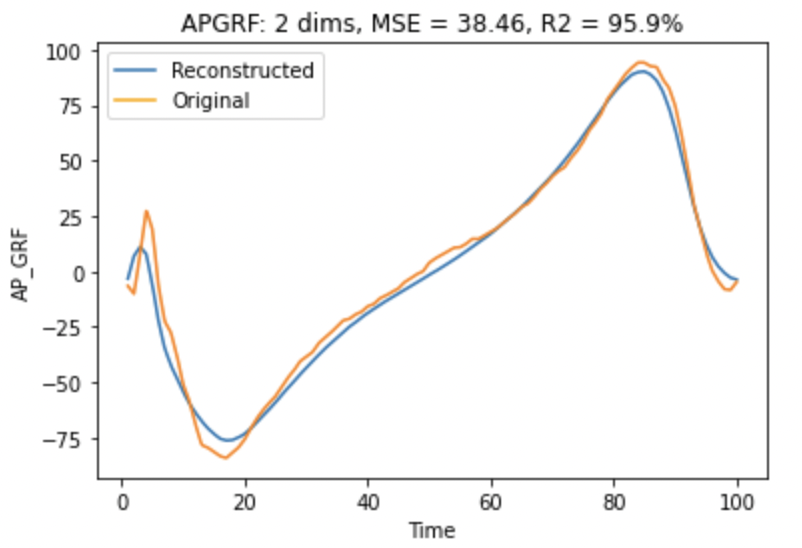 APGRF: 2 dims, MSE = 38.46, R2 = 95.9%
Reconstructed
Original
100
75
50
25
0
−25
−50
−75
AP_GRF
0 20 40 60 80 100
Time